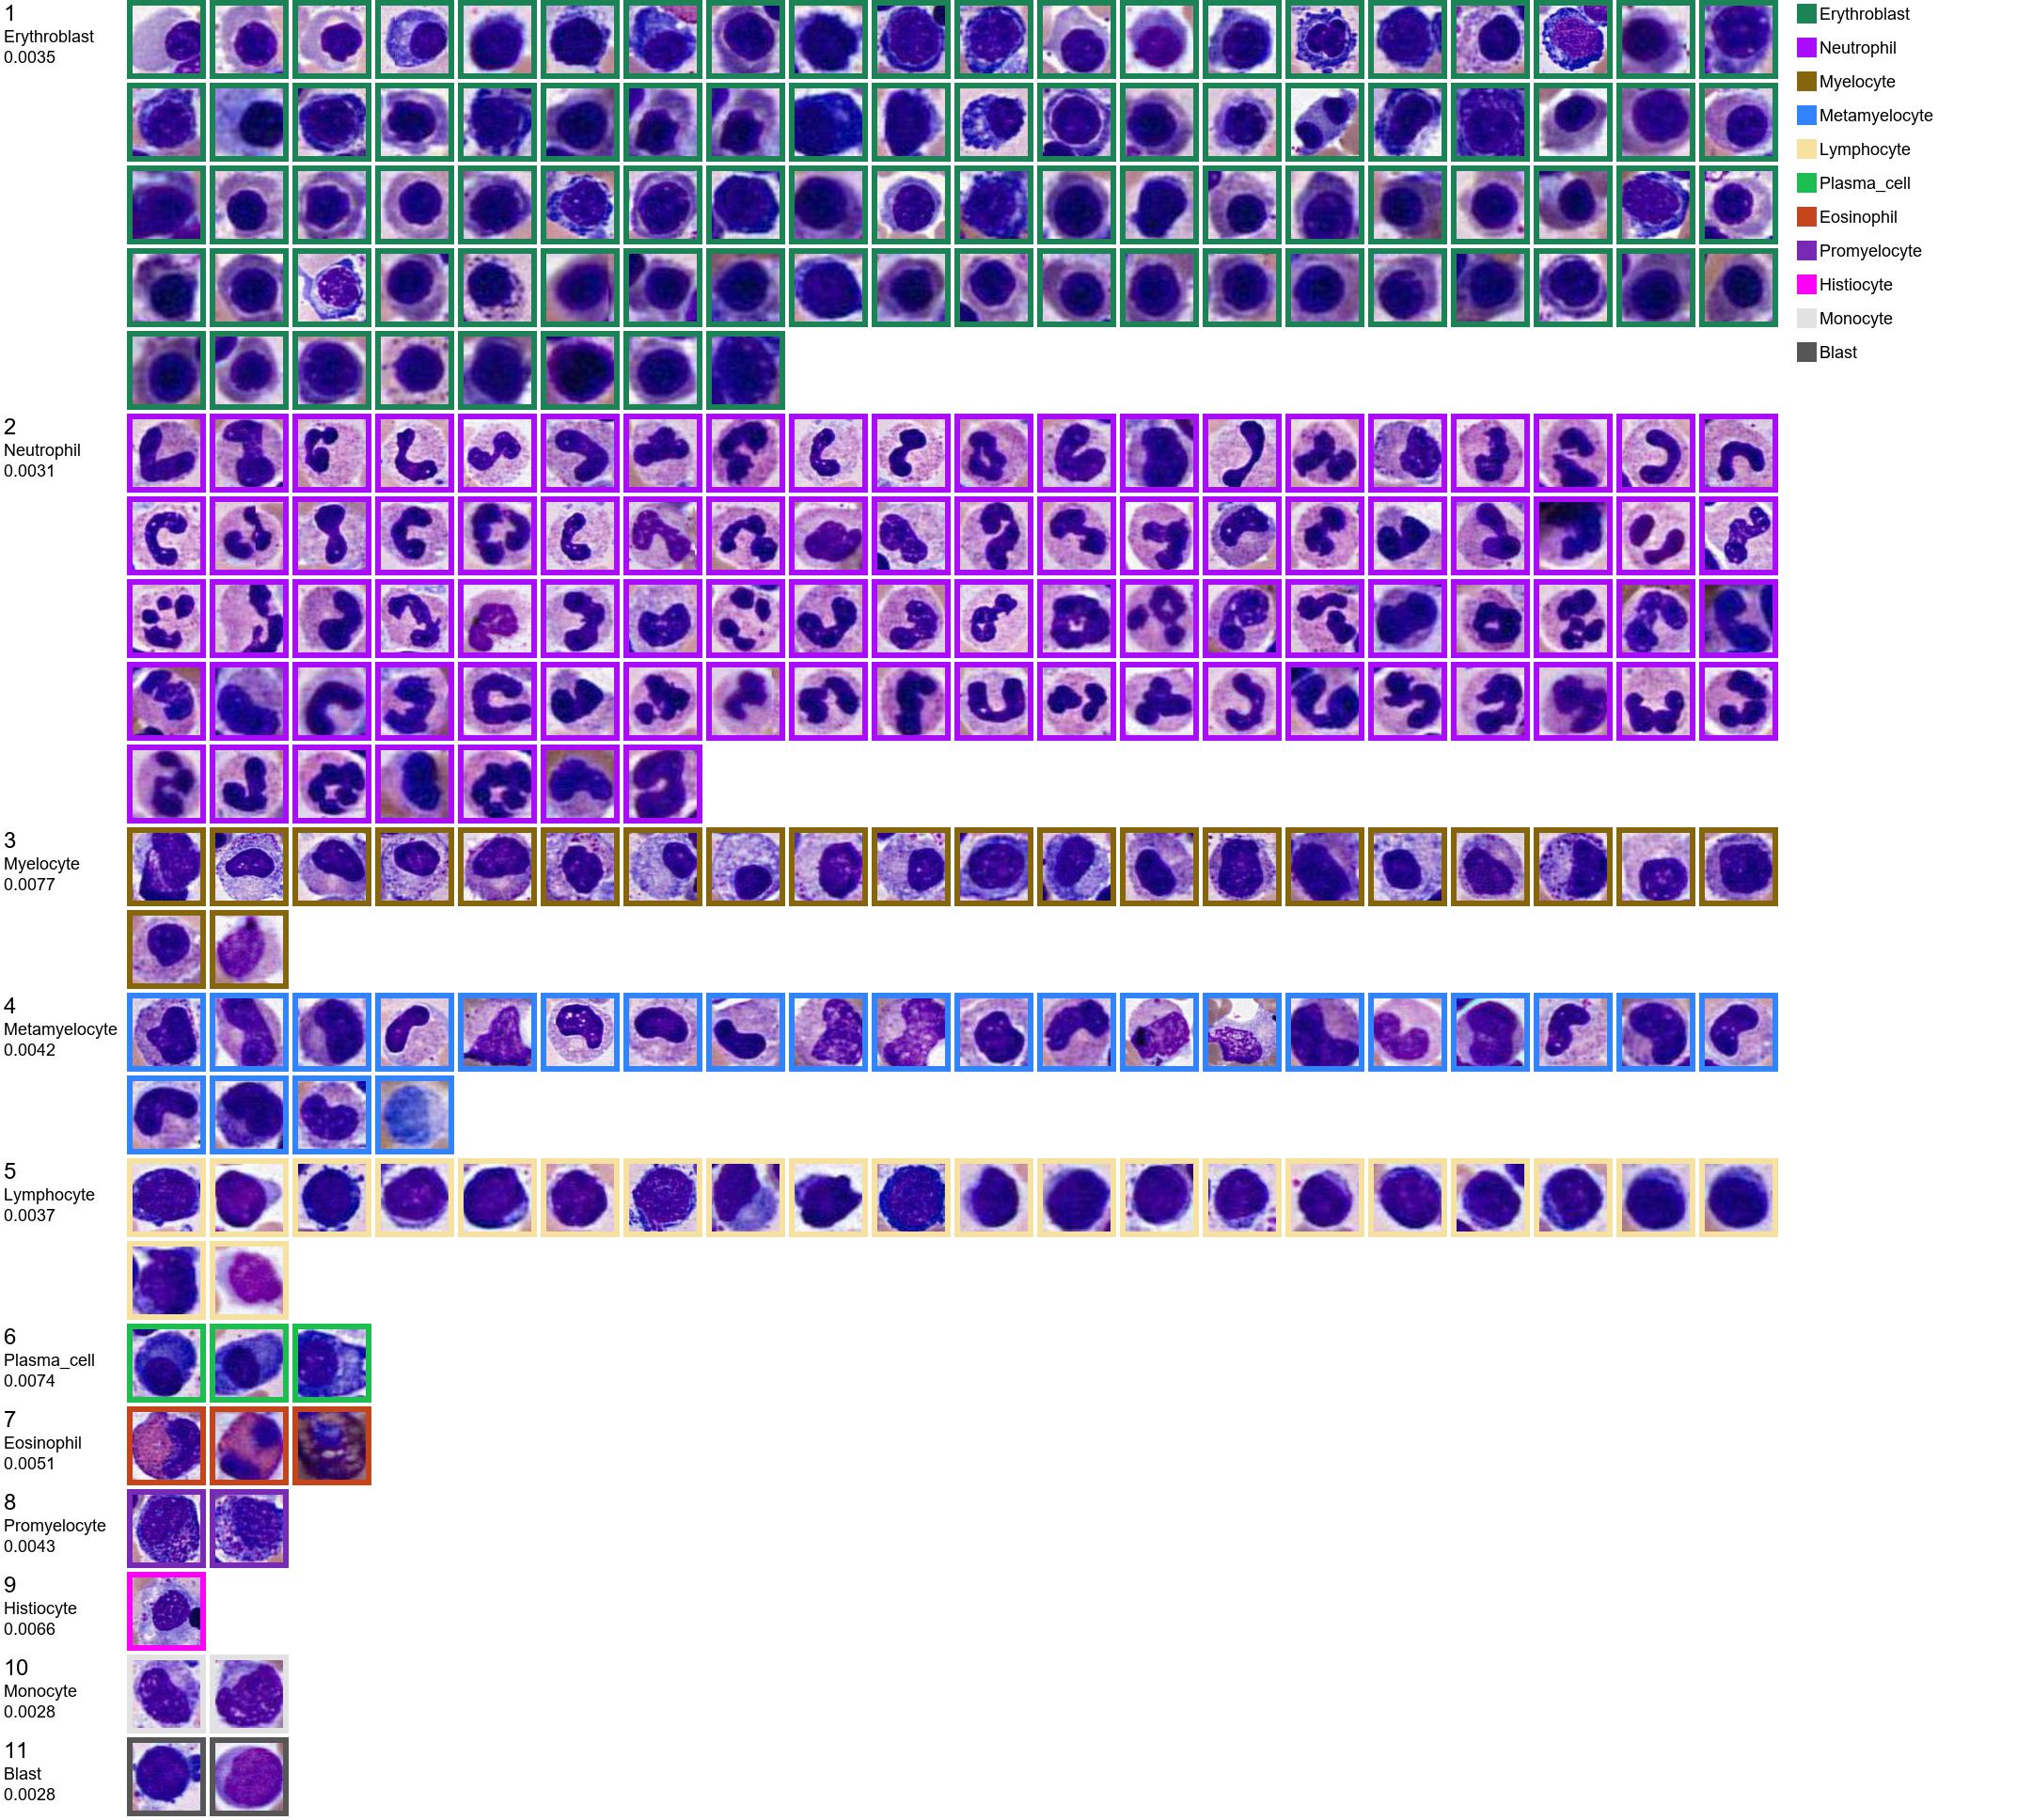 1
Erythroblast
0.0035
2
Neutrophil
0.0031
3
Myelocyte
0.0077
4
Metamyelocyte
0.0042
5
Lymphocyte
0.0037
6
Plasma_cell
0.0074
7
Eosinophil
0.0051
8
Promyelocyte
0.0043
9
Histiocyte
0.0066
10
Monocyte
0.0028
11
Blast
0.0028
Erythroblast
Neutrophil
Myelocyte
Metamyelocyte
Lymphocyte
Plasma_cell
Eosinophil
Promyelocyte
Histiocyte
Monocyte
Blast